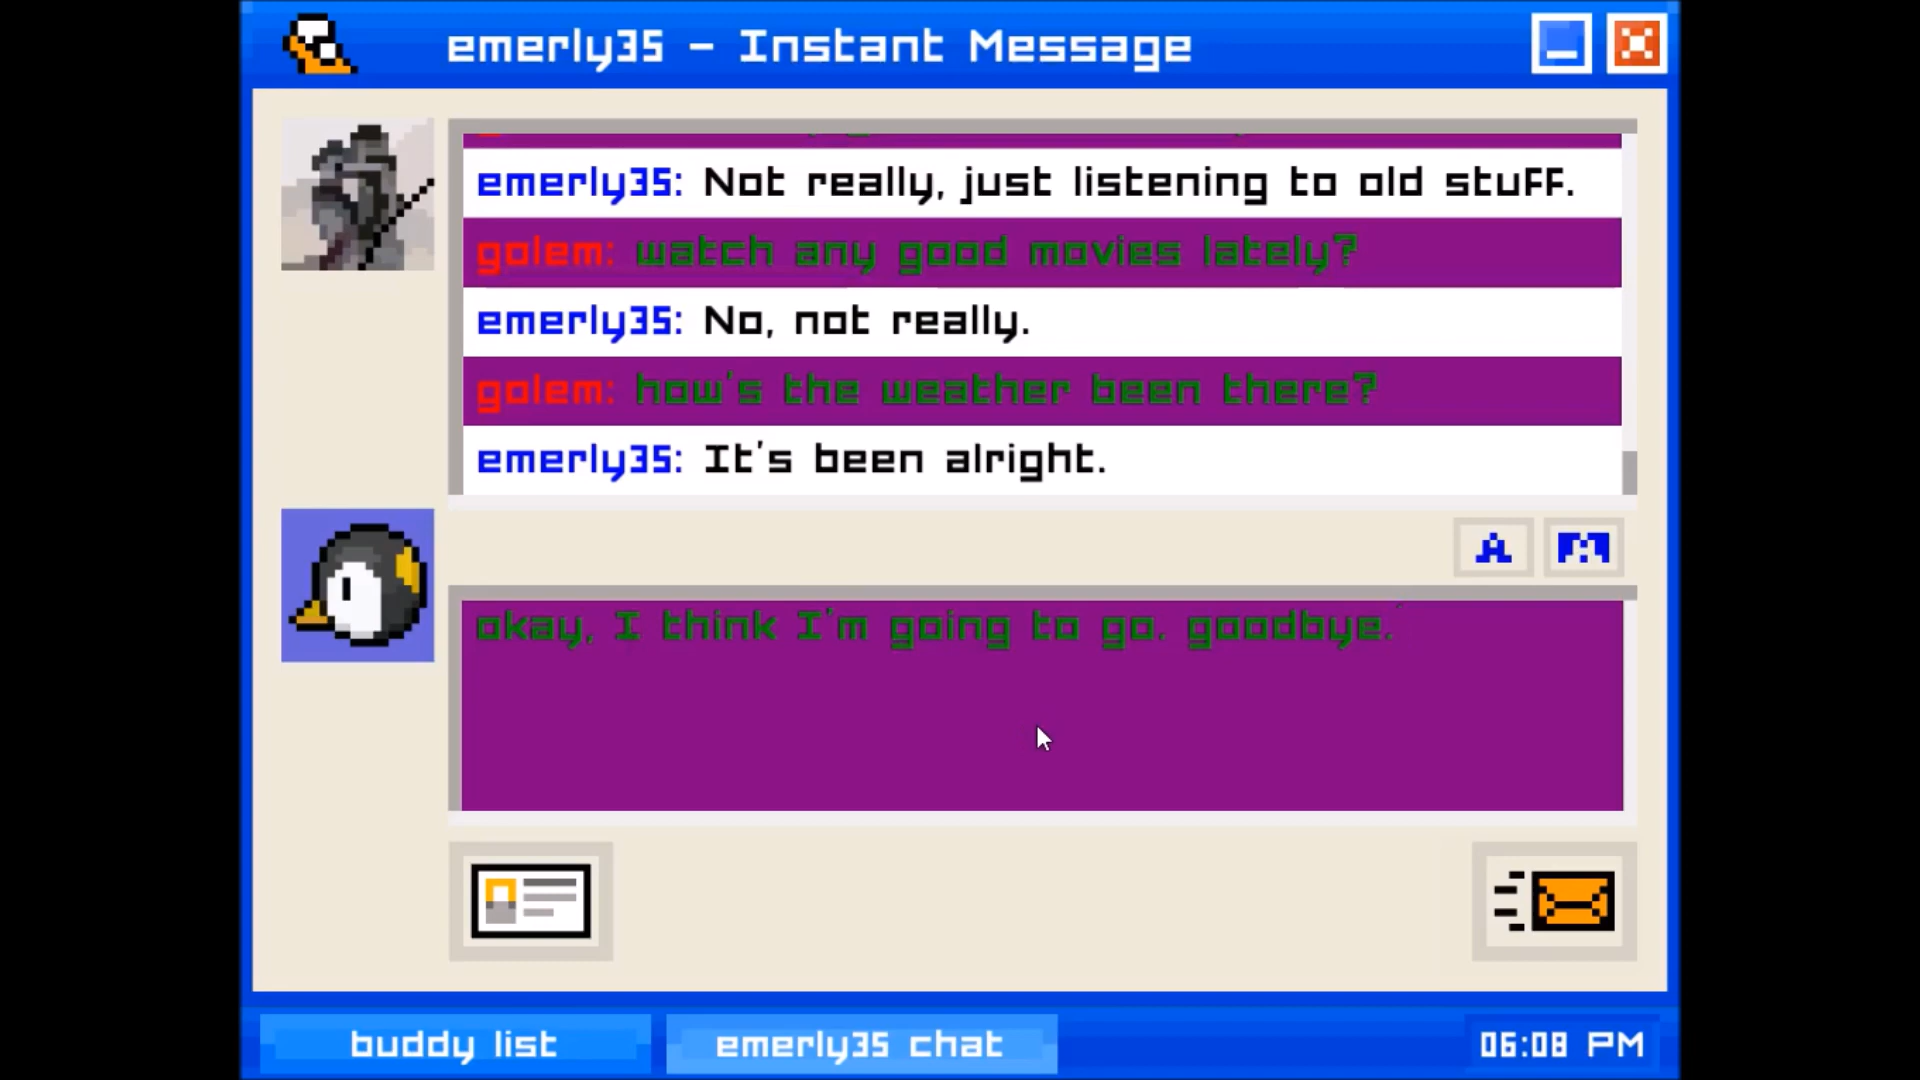 emerly35 - Instant Message
emerly35: Not really, just listening to old stuff.
golem: watch any good movies lately?
emerly35: No, not really.
golem: how's the weather been there?
emerly35: It's been alright.
A M
okay, I think I'm going to go. goodbye.
buddy list
emerly35 chat
06:08 PM